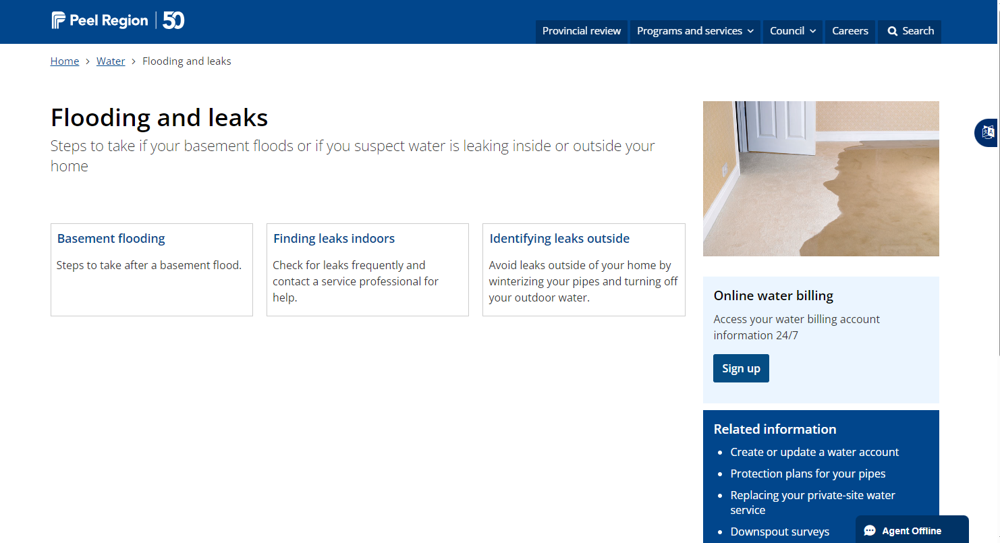 Peel Region 50
Provincial review Programs and services Council Careers Search
Home > Water > Flooding and leaks
Flooding and leaks
Steps to take if your basement floods or if you suspect water is leaking inside or outside your
home
Basement flooding
Steps to take after a basement flood.
Finding leaks indoors
Check for leaks frequently and
contact a service professional for
help.
Identifying leaks outside
Avoid leaks outside of your home by
winterizing your pipes and turning off
your outdoor water.
Online water billing
Access your water billing account
information 24/7
Sign up
Related information
• Create or update a water account
• Protection plans for your pipes
• Replacing your private-site water
service
• Downspout surveys
Agent Offline